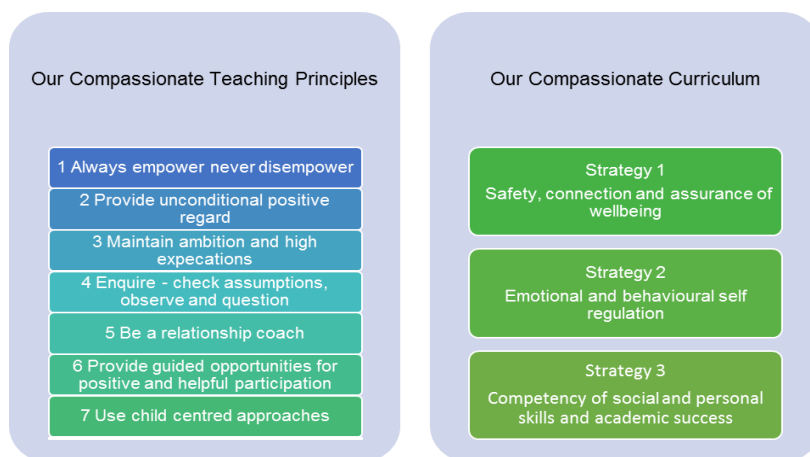 Our Compassionate Teaching Principles
1 Always empower never disempower
2 Provide unconditional positive
regard
3 Maintain ambition and high
expecations
4 Enquire - check assumptions,
observe and question
5 Be a relationship coach
6 Provide guided opportunities for
positive and helpful participation
7 Use child centred approaches
Our Compassionate Curriculum
Strategy 1
Safety, connection and assurance of
wellbeing
Strategy 2
Emotional and behavioural self
regulation
Strategy 3
Competency of social and personal
skills and academic success